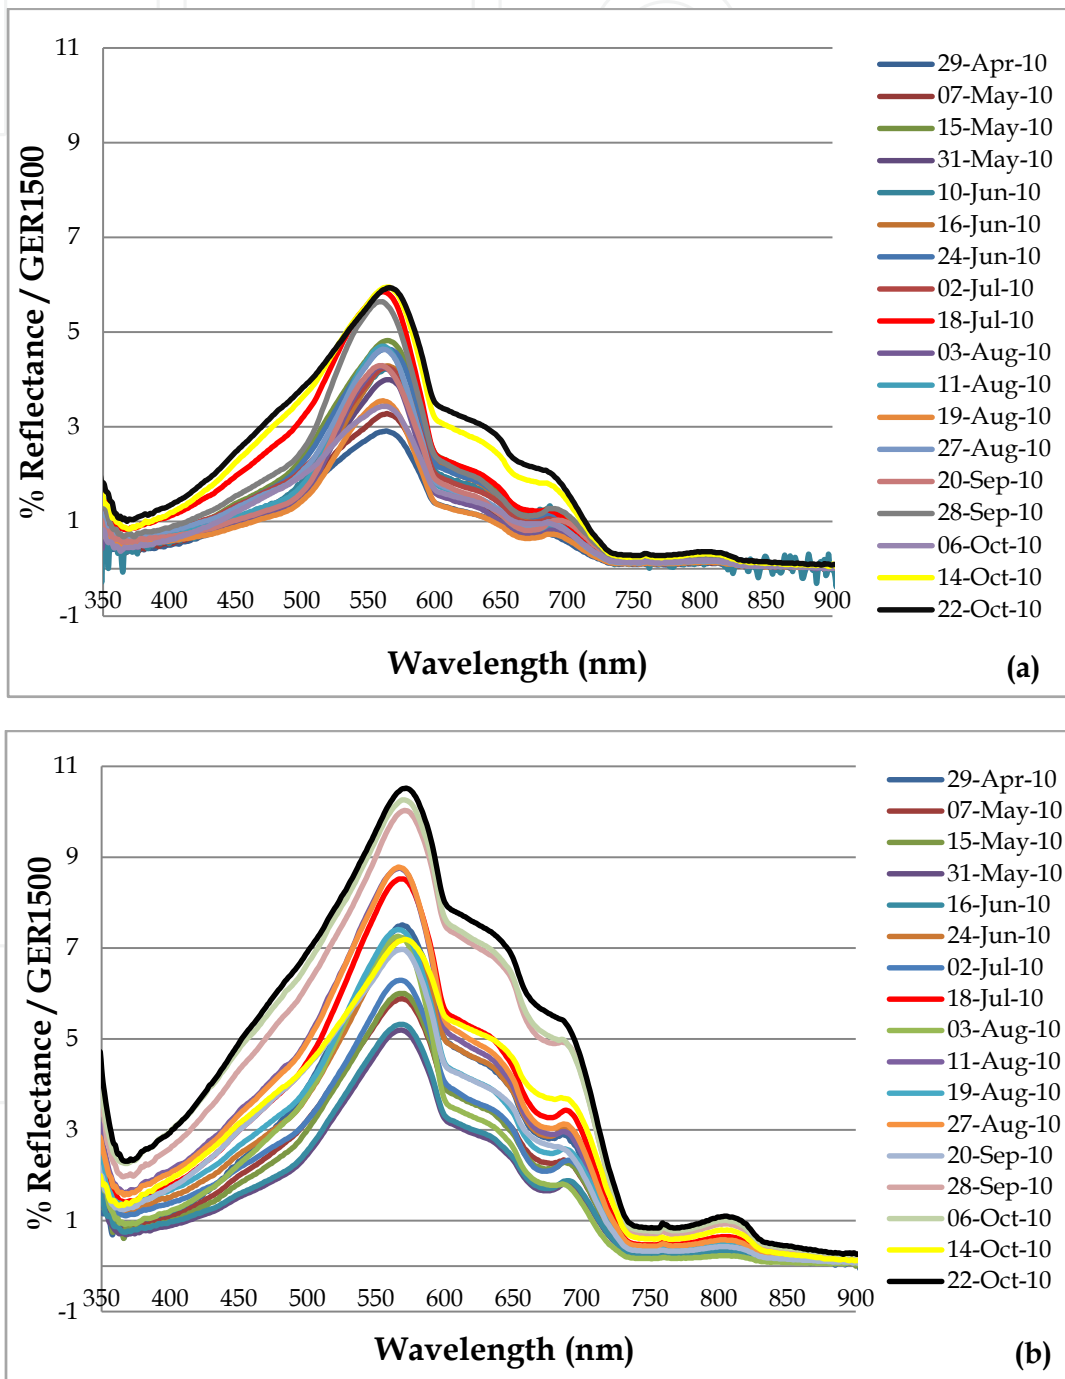 11
9
7
5
3
1
-1
% Reflectance / GER1500
350 400 450 500 550 600 650 700 750 800 850 900
Wavelength (nm)
(a)
29-Apr-10
07-May-10
15-May-10
31-May-10
10-Jun-10
16-Jun-10
24-Jun-10
02-Jul-10
18-Jul-10
03-Aug-10
11-Aug-10
19-Aug-10
27-Aug-10
20-Sep-10
28-Sep-10
06-Oct-10
14-Oct-10
22-Oct-10
11
9
7
5
3
1
-1
% Reflectance / GER1500
350 400 450 500 550 600 650 700 750 800 850 900
Wavelength (nm)
(b)
29-Apr-10
07-May-10
15-May-10
31-May-10
16-Jun-10
24-Jun-10
02-Jul-10
18-Jul-10
03-Aug-10
11-Aug-10
19-Aug-10
27-Aug-10
20-Sep-10
28-Sep-10
06-Oct-10
14-Oct-10
22-Oct-10